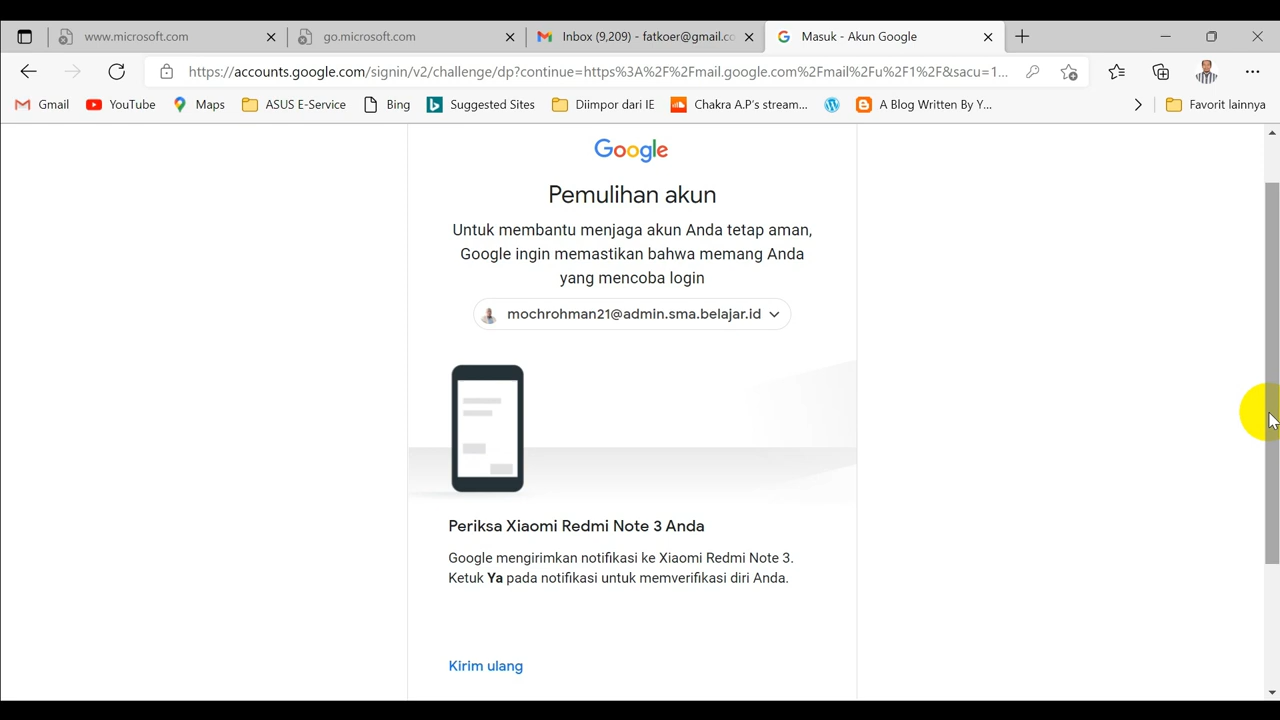 www.microsoft.com
go.microsoft.com
Inbox (9,209) - fatkoer@gmail.cc
Masuk - Akun Google
https://accounts.google.com/signin/v2/challenge/dp?continue=https%3A%2F%2Fmail.google.com%2Fmail%2Fu%2F1%2F&sacu=1...
Gmail YouTube Maps ASUS E-Service Bing Suggested Sites Diimpor dari IE Chakra A.P's stream... A Blog Written By Y... Favorit lainnya
Google
Pemulihan akun
Untuk membantu menjaga akun Anda tetap aman,
Google ingin memastikan bahwa memang Anda
yang mencoba login
mochrohman21@admin.sma.belajar.id
Periksa Xiaomi Redmi Note 3 Anda
Google mengirimkan notifikasi ke Xiaomi Redmi Note 3.
Ketuk Ya pada notifikasi untuk memverifikasi diri Anda.
Kirim ulang